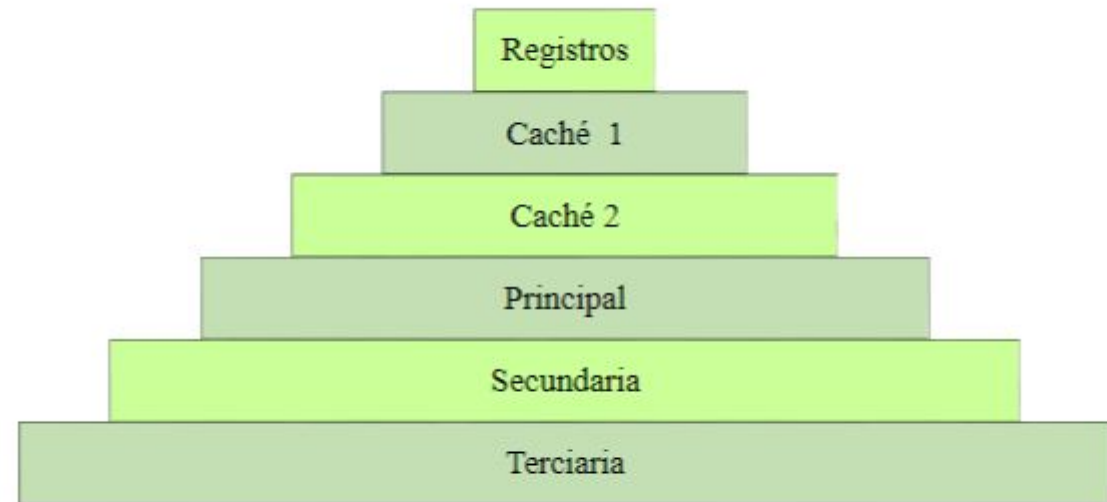 Registros
Caché 1
Caché 2
Principal
Secundaria
Terciaria